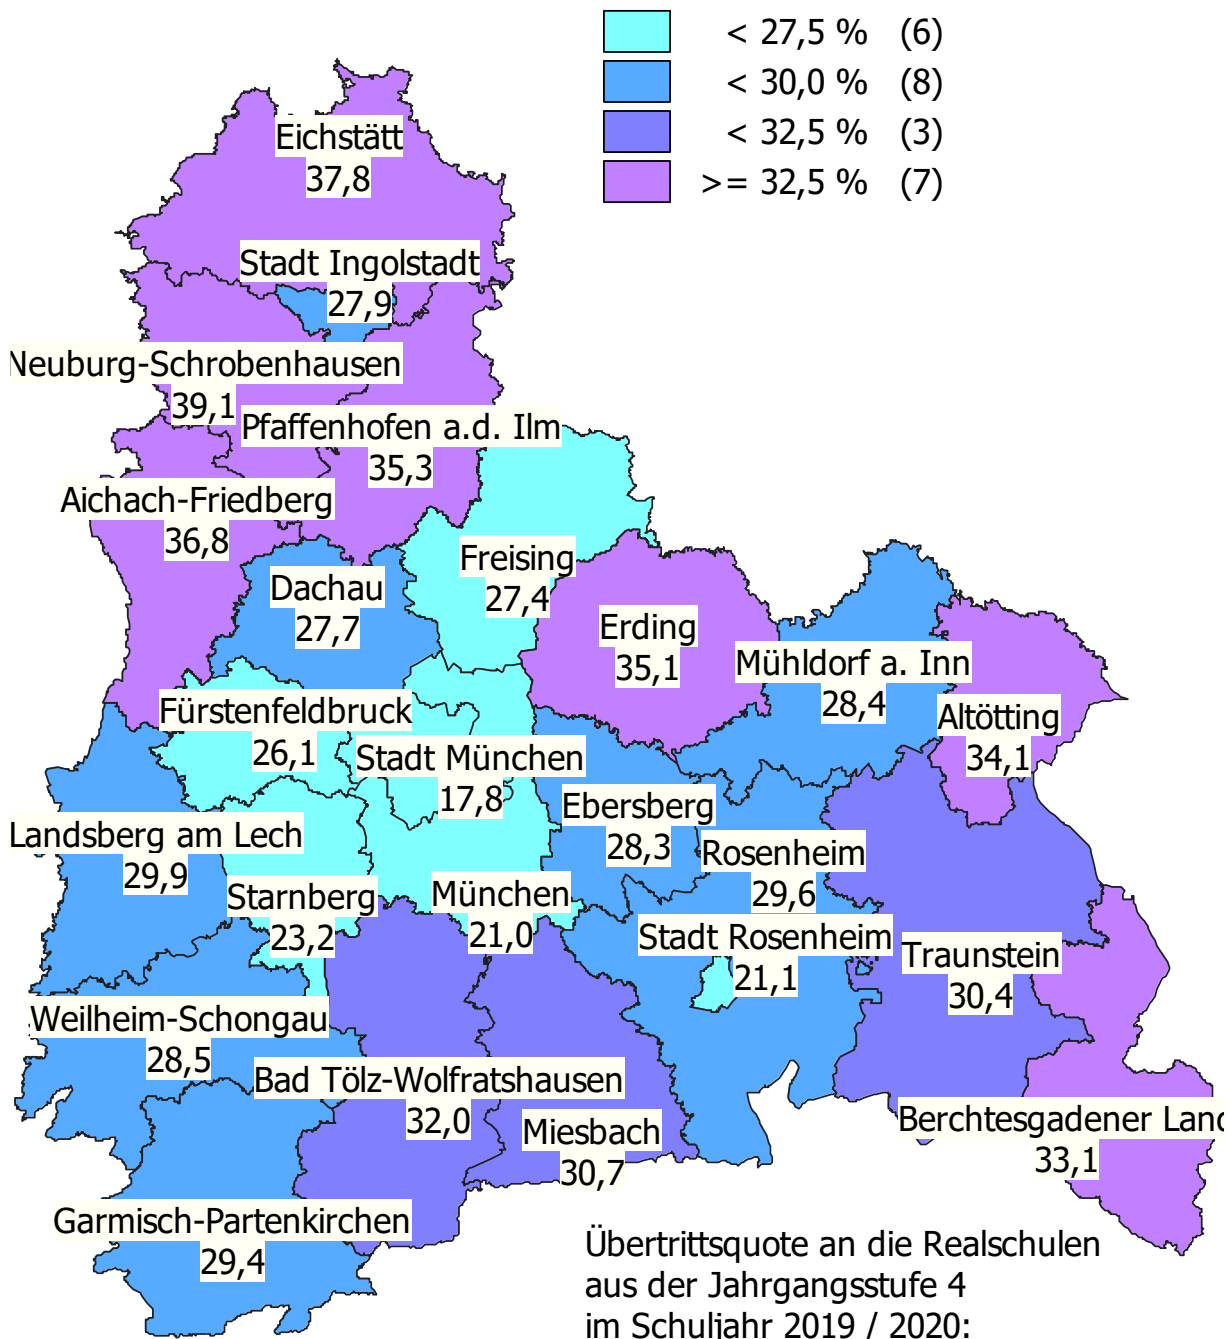 < 27,5 % (6)
< 30,0 % (8)
< 32,5 % (3)
>= 32,5 % (7)
Eichstätt
37,8
Stadt Ingolstadt
27,9
Neuburg-Schrobenhausen
39,1
Pfaffenhofen a.d. Ilm
35,3
Aichach-Friedberg
36,8
Freising
27,4
Dachau
27,7
Erding
35,1
Mühldorf a. Inn
28,4
Altötting
34,1
Fürstenfeldbruck
26,1
Stadt München
17,8
Ebersberg
28,3
Landsberg am Lech
29,9
Rosenheim
29,6
Starnberg
23,2
München
21,0
Stadt Rosenheim
21,1
Traunstein
30,4
Weilheim-Schongau
28,5
Bad Tölz-Wolfratshausen
32,0
Miesbach
30,7
Berchtesgadener Land
33,1
Garmisch-Partenkirchen
29,4
Übertrittsquote an die Realschulen
aus der Jahrgangsstufe 4
im Schuljahr 2019 / 2020: